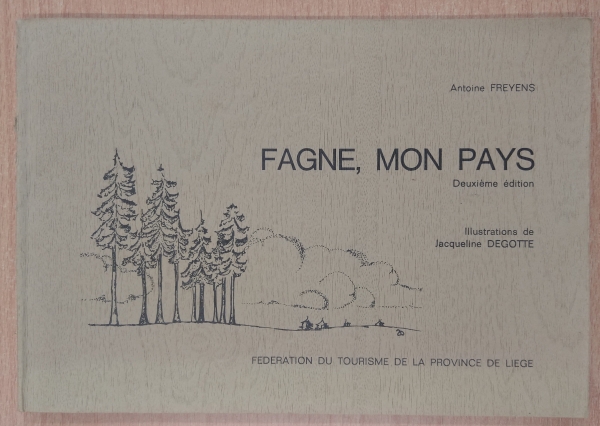 Antoine FREYENS
FAGNE, MON PAYS
Deuxième édition
Illustrations de
Jacqueline DEGOTTE
FEDERATION DU TOURISME DE LA PROVINCE DE LIEGE